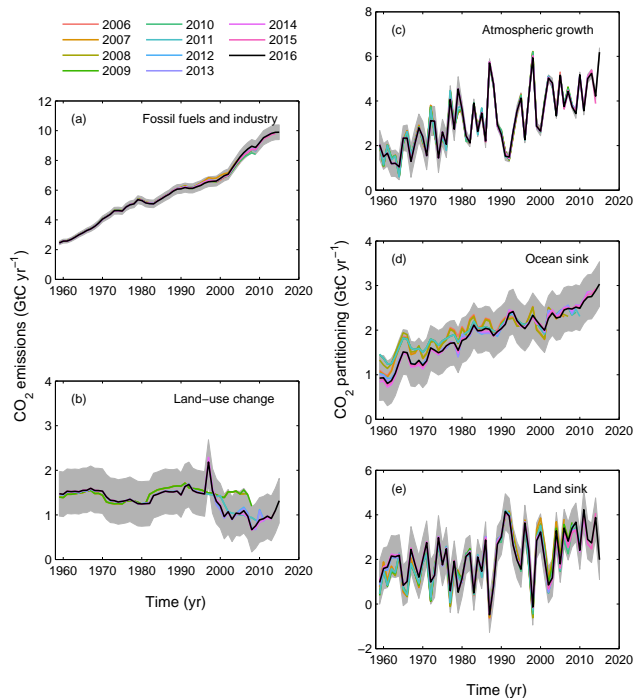 2006 2010 2014
2007 2011 2015
2008 2012 2016
2009 2013
(a) Fossil fuels and industry
12
10
8
6
4
2
0
1960 1970 1980 1990 2000 2010 2020
(b) Land−use change
4
3
2
1
0
1960 1970 1980 1990 2000 2010 2020
Time (yr)
CO2 emissions (GtC yr−1)
(c) Atmospheric growth
8
6
4
2
0
1960 1970 1980 1990 2000 2010 2020
(d) Ocean sink
4
3
2
1
0
1960 1970 1980 1990 2000 2010 2020
(e) Land sink
6
4
2
0
−2
1960 1970 1980 1990 2000 2010 2020
Time (yr)
CO2 partitioning (GtC yr−1)